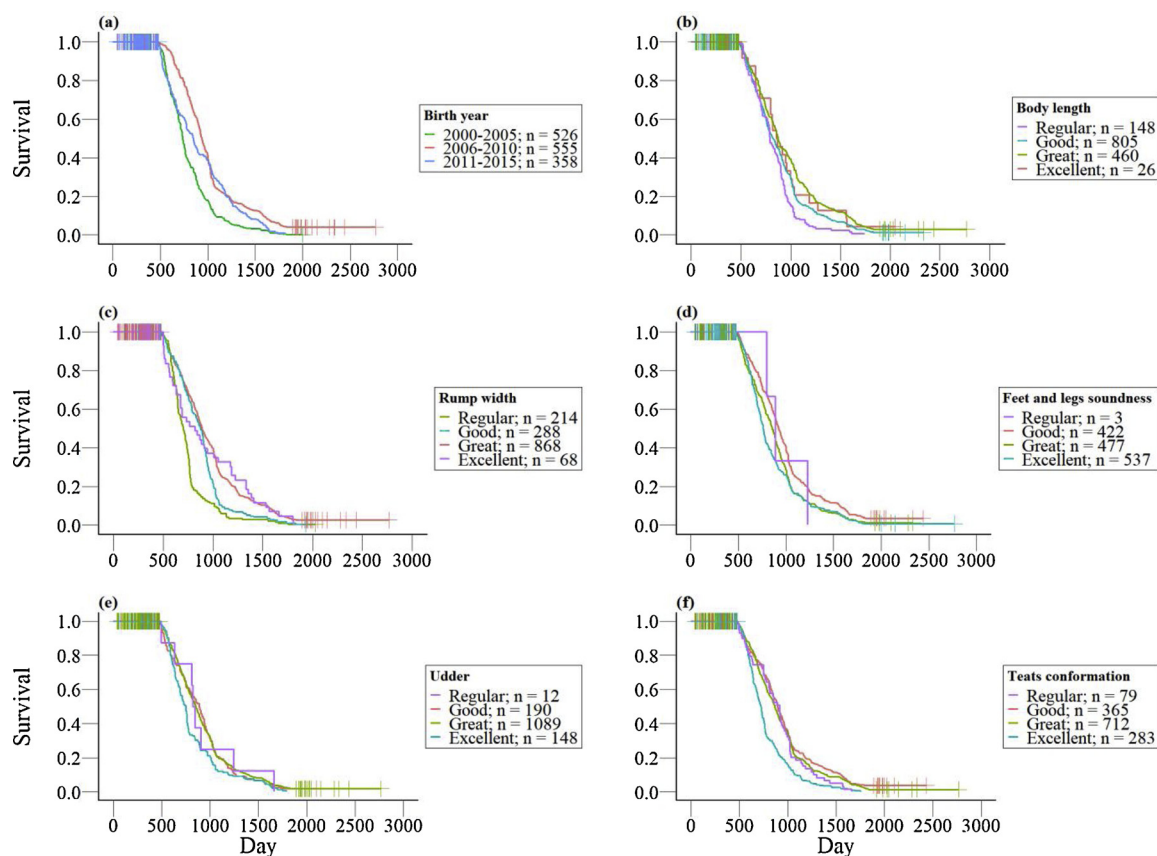 (a)
1.0
0.8
0.6
0.4
0.2
0.0
Survival
0 500 1000 1500 2000 2500 3000
Birth year
2000-2005; n = 526
2006-2010; n = 555
2011-2015; n = 358
(b)
1.0
0.8
0.6
0.4
0.2
0.0
0 500 1000 1500 2000 2500 3000
Body length
Regular; n = 148
Good; n = 805
Great; n = 460
Excellent; n = 26
(c)
1.0
0.8
0.6
0.4
0.2
0.0
Survival
0 500 1000 1500 2000 2500 3000
Rump width
Regular; n = 214
Good; n = 288
Great; n = 868
Excellent; n = 68
(d)
1.0
0.8
0.6
0.4
0.2
0.0
0 500 1000 1500 2000 2500 3000
Feet and legs soundness
Regular; n = 3
Good; n = 422
Great; n = 477
Excellent; n = 537
(e)
1.0
0.8
0.6
0.4
0.2
0.0
Survival
0 500 1000 1500 2000 2500 3000
Day
Udder
Regular; n = 12
Good; n = 190
Great; n = 1089
Excellent; n = 148
(f)
1.0
0.8
0.6
0.4
0.2
0.0
0 500 1000 1500 2000 2500 3000
Day
Teats conformation
Regular; n = 79
Good; n = 365
Great; n = 712
Excellent; n = 283